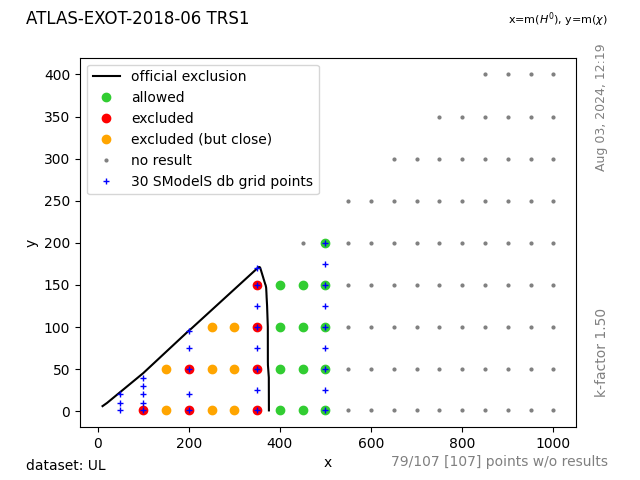 ATLAS-EXOT-2018-06 TRS1
x=m(H⁰), y=m(χ)
Aug 03, 2024, 12:19
official exclusion
allowed
excluded
excluded (but close)
no result
30 SModelS db grid points
400
350
300
250
200
150
100
50
0
y
0
200
400
600
800
1000
x
k-factor 1.50
dataset: UL
79/107 [107] points w/o results